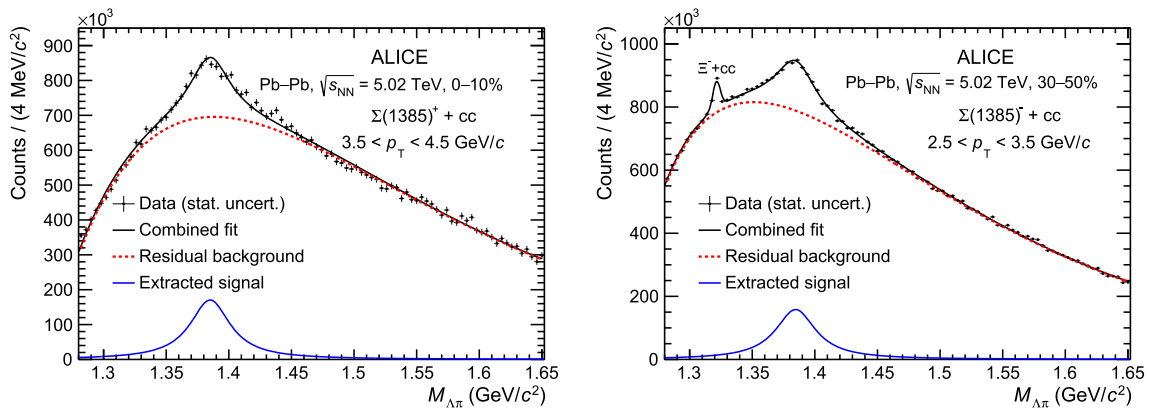 ×10³
Counts / (4 MeV/c²)
900
800
700
600
500
400
300
200
100
0
ALICE
Pb–Pb, √sNN = 5.02 TeV, 0–10%
Σ(1385)⁺ + cc
3.5 < pT < 4.5 GeV/c
Data (stat. uncert.)
Combined fit
Residual background
Extracted signal
1.3 1.35 1.4 1.45 1.5 1.55 1.6 1.65
MΛπ (GeV/c²)
×10³
Counts / (4 MeV/c²)
1000
800
600
400
200
0
Ξ⁻+cc
ALICE
Pb–Pb, √sNN = 5.02 TeV, 30–50%
Σ(1385)⁻ + cc
2.5 < pT < 3.5 GeV/c
Data (stat. uncert.)
Combined fit
Residual background
Extracted signal
1.3 1.35 1.4 1.45 1.5 1.55 1.6 1.65
MΛπ (GeV/c²)